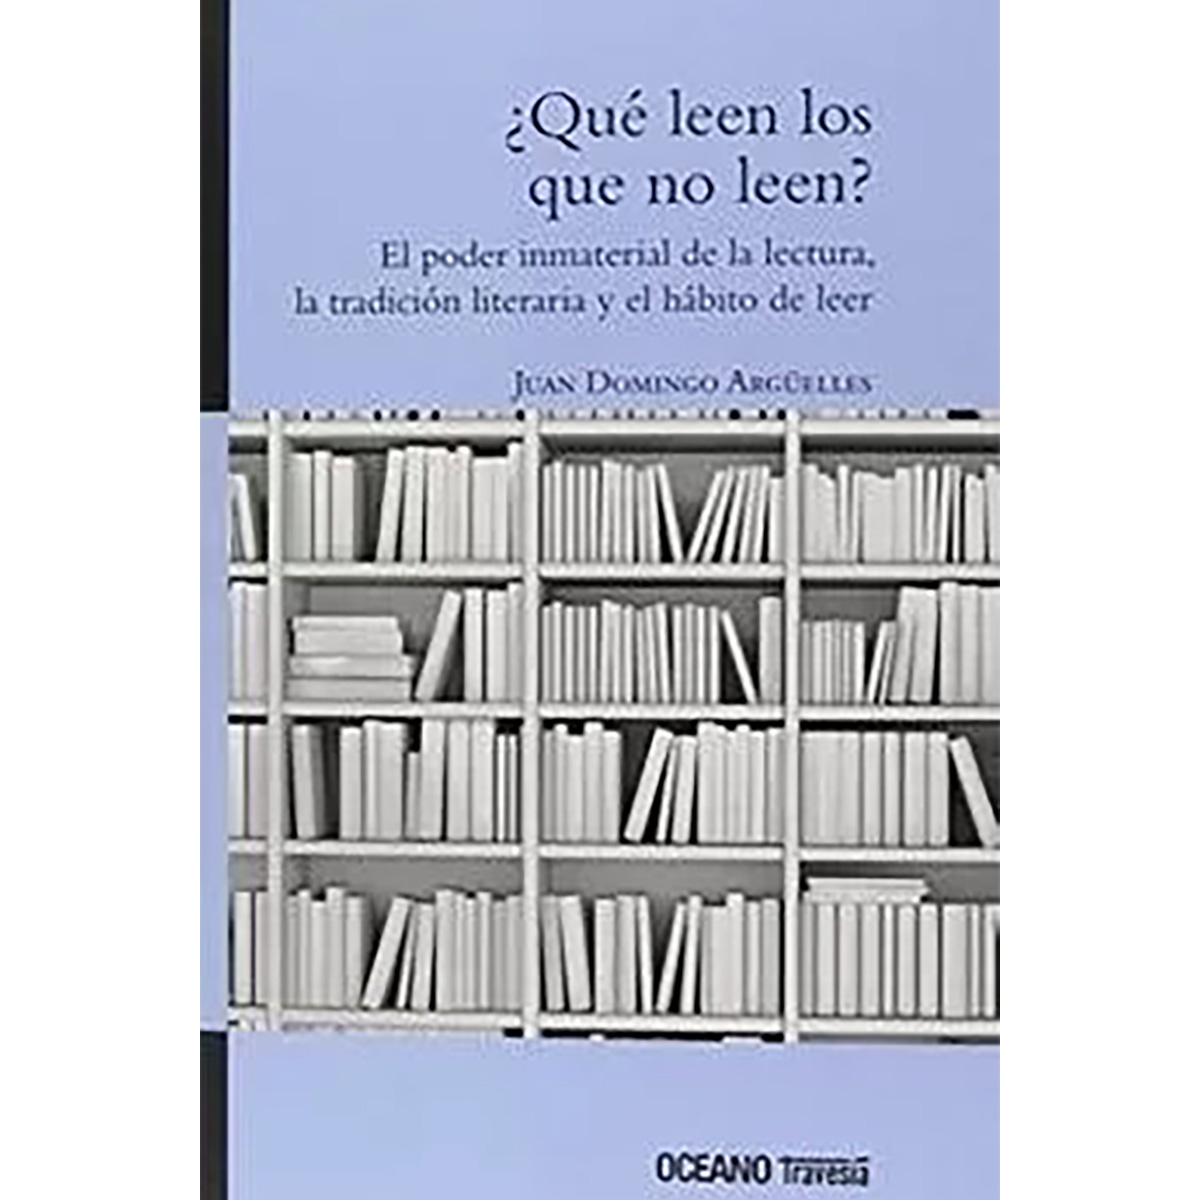 ¿Qué leen los
que no leen?
El poder inmaterial de la lectura,
la tradición literaria y el hábito de leer
JUAN DOMINGO ARGÜELLES
OCEANO Travesía